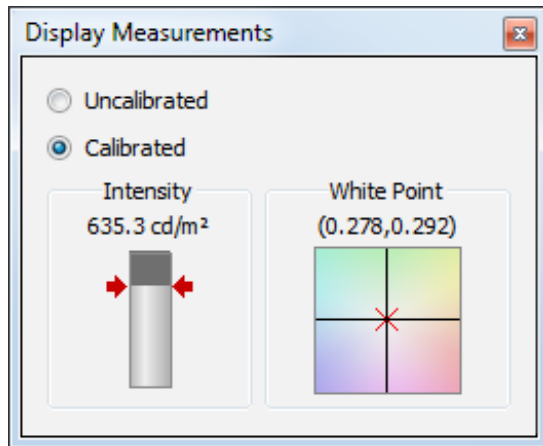 Display Measurements
Uncalibrated
Calibrated
Intensity
635.3 cd/m²
White Point
(0.278,0.292)